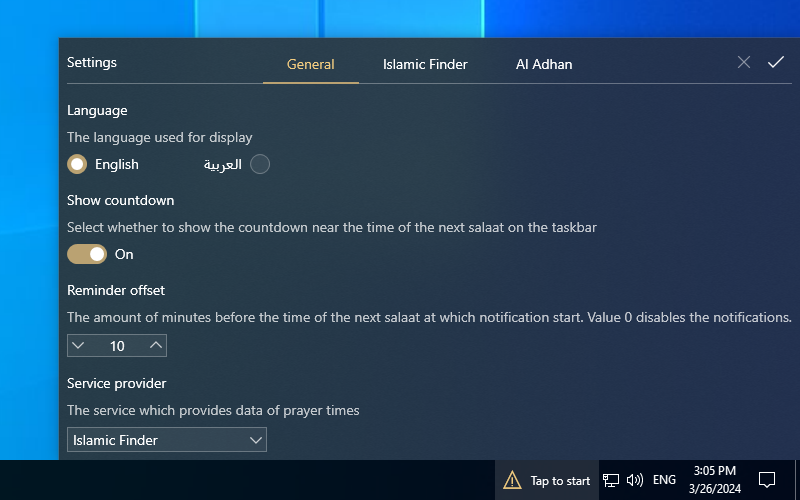 Settings
General
Islamic Finder
Al Adhan
Language
The language used for display
English
العربية
Show countdown
Select whether to show the countdown near the time of the next salaat on the taskbar
On
Reminder offset
The amount of minutes before the time of the next salaat at which notification start. Value 0 disables the notifications.
10
Service provider
The service which provides data of prayer times
Islamic Finder
Tap to start
ENG
3:05 PM
3/26/2024